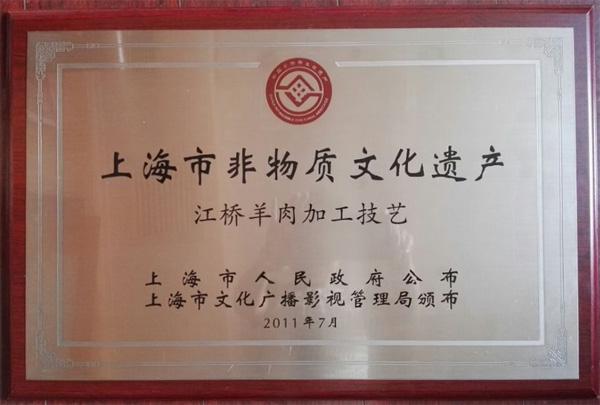 上海市非物质文化遗产
江桥羊肉加工技艺
上海市人民政府公布
上海市文化广播影视管理局颁布
2011年7月